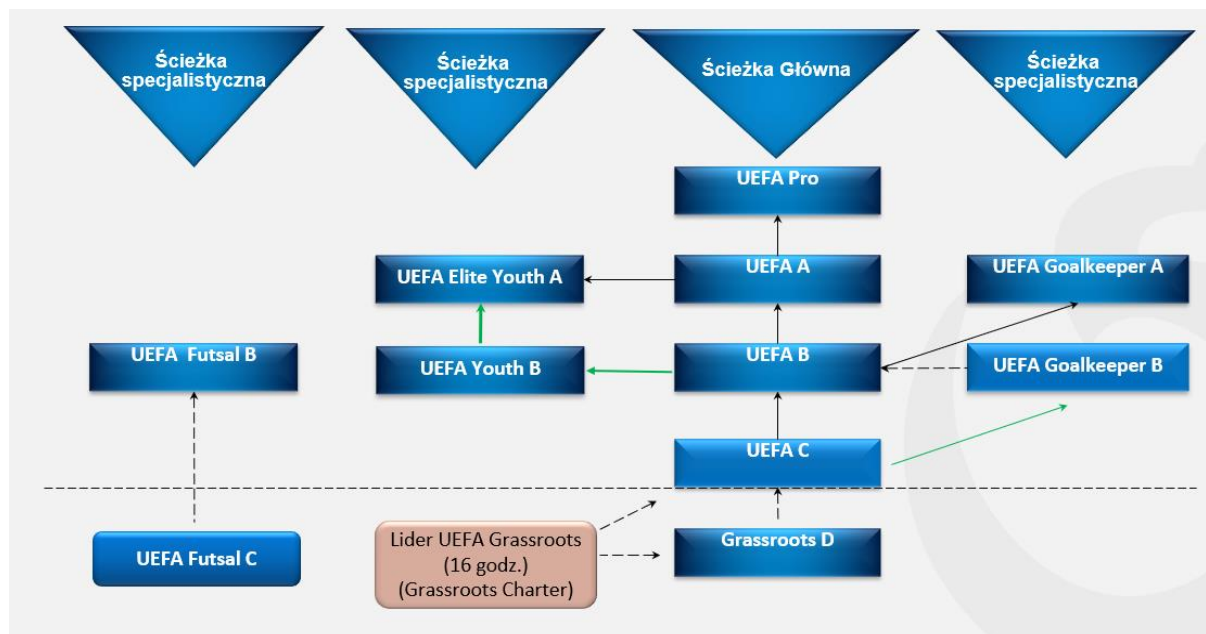 Ścieżka
specjalistyczna
Ścieżka
specjalistyczna
Ścieżka Główna
Ścieżka
specjalistyczna
UEFA Pro
UEFA Elite Youth A
UEFA A
UEFA Goalkeeper A
UEFA Futsal B
UEFA Youth B
UEFA B
UEFA Goalkeeper B
UEFA C
UEFA Futsal C
Lider UEFA Grassroots
(16 godz.)
(Grassroots Charter)
Grassroots D